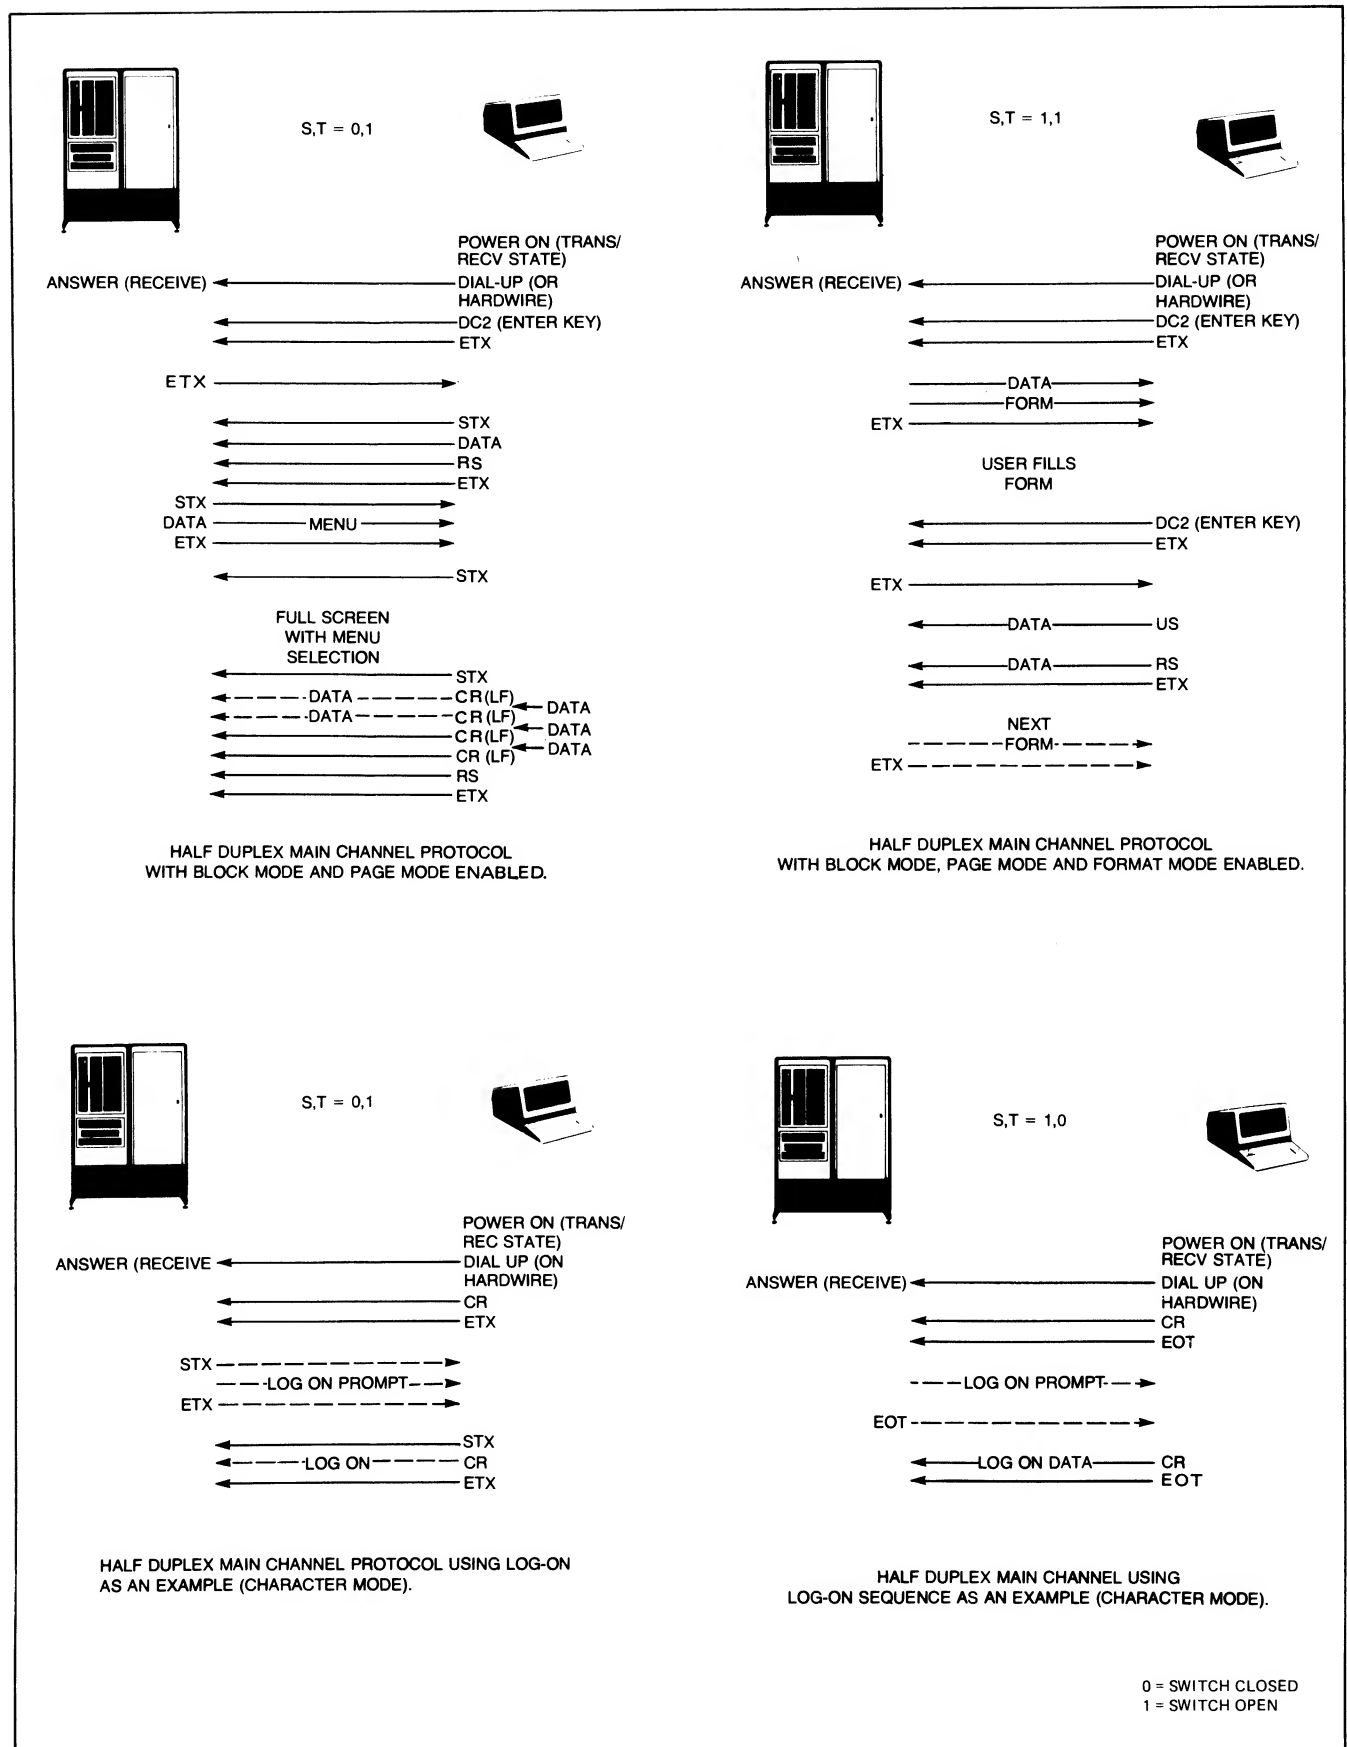 S,T = 0,1
POWER ON (TRANS/
RECV STATE)
ANSWER (RECEIVE) DIAL-UP (OR
HARDWIRE)
DC2 (ENTER KEY)
ETX
ETX
STX
DATA
RS
ETX
STX
DATA MENU
ETX
STX
FULL SCREEN
WITH MENU
SELECTION
STX
DATA CR(LF) DATA
DATA CR(LF) DATA
CR(LF) DATA
CR (LF)
RS
ETX
HALF DUPLEX MAIN CHANNEL PROTOCOL
WITH BLOCK MODE AND PAGE MODE ENABLED.
S,T = 1,1
POWER ON (TRANS/
RECV STATE)
ANSWER (RECEIVE) DIAL-UP (OR
HARDWIRE)
DC2 (ENTER KEY)
ETX
DATA
FORM
ETX
USER FILLS
FORM
DC2 (ENTER KEY)
ETX
ETX
DATA US
DATA RS
ETX
NEXT
FORM
ETX
HALF DUPLEX MAIN CHANNEL PROTOCOL
WITH BLOCK MODE, PAGE MODE AND FORMAT MODE ENABLED.
S,T = 0,1
POWER ON (TRANS/
REC STATE)
ANSWER (RECEIVE DIAL UP (ON
HARDWIRE)
CR
ETX
STX
LOG ON PROMPT
ETX
STX
LOG ON CR
ETX
HALF DUPLEX MAIN CHANNEL PROTOCOL USING LOG-ON
AS AN EXAMPLE (CHARACTER MODE).
S,T = 1,0
POWER ON (TRANS/
RECV STATE)
ANSWER (RECEIVE) DIAL UP (ON
HARDWIRE)
CR
EOT
LOG ON PROMPT
EOT
LOG ON DATA CR
EOT
HALF DUPLEX MAIN CHANNEL USING
LOG-ON SEQUENCE AS AN EXAMPLE (CHARACTER MODE).
0 = SWITCH CLOSED
1 = SWITCH OPEN